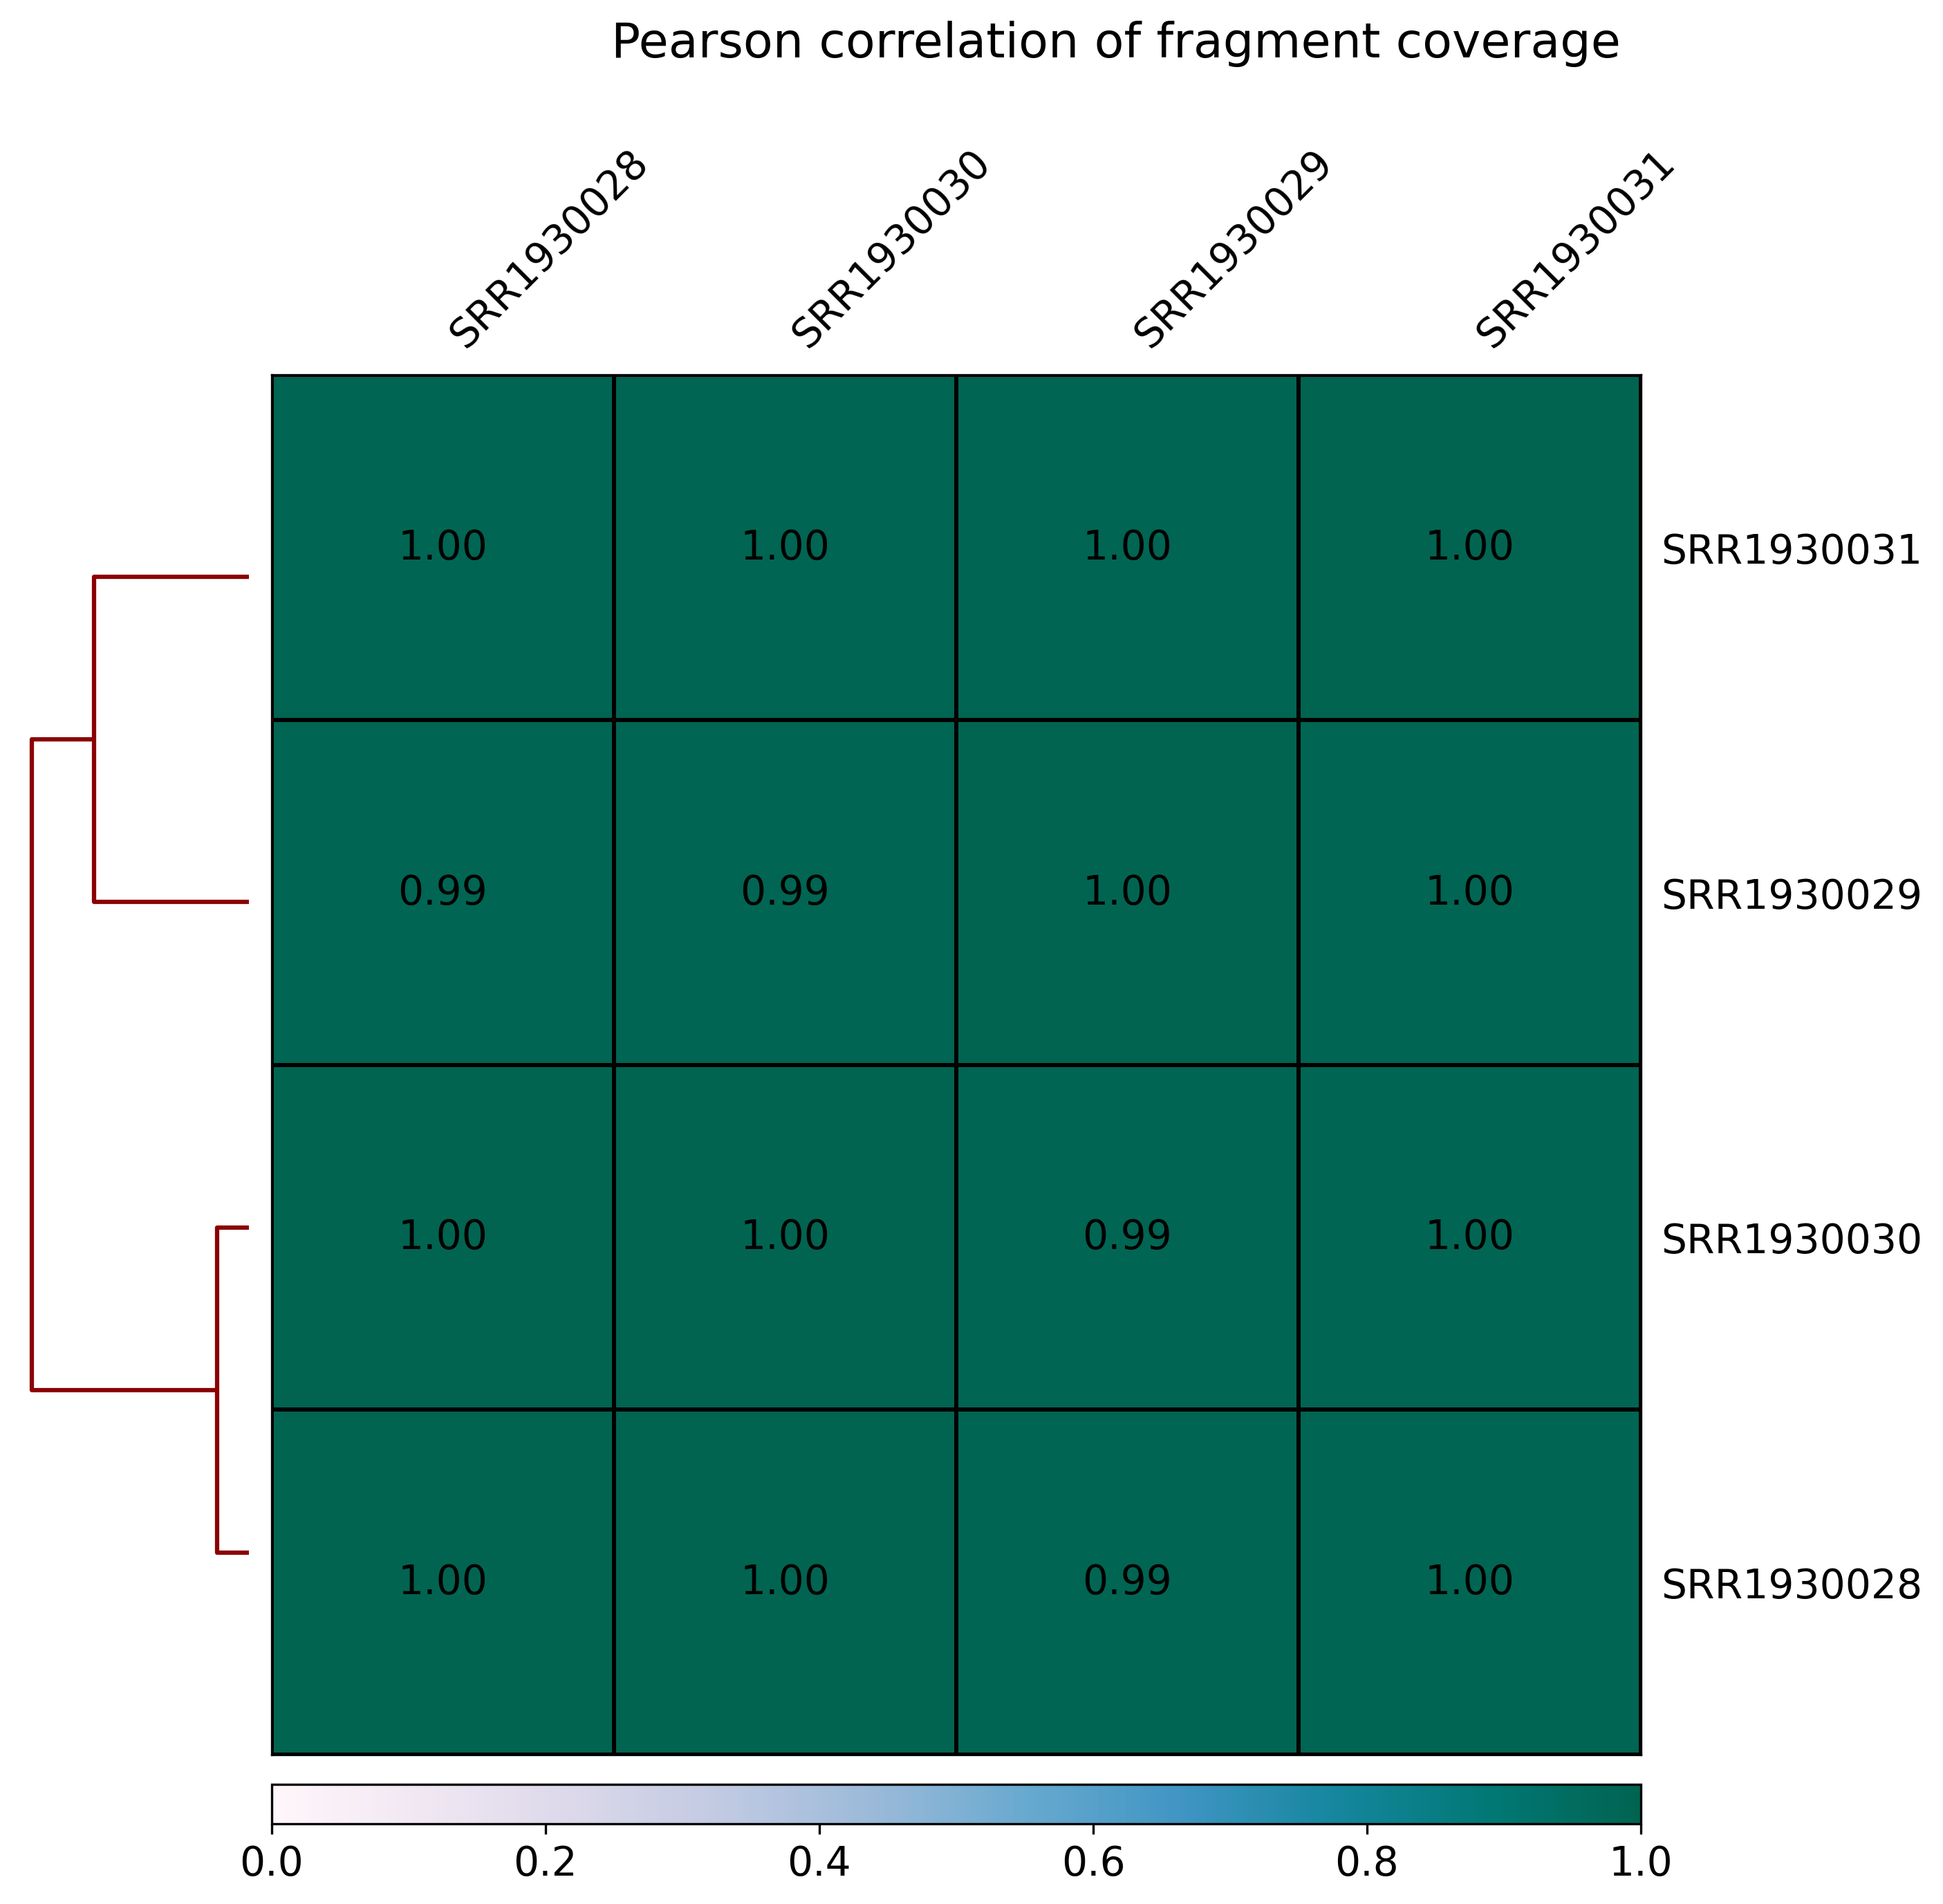 Pearson correlation of fragment coverage
SRR1930028 SRR1930030 SRR1930029 SRR1930031
1.00 1.00 1.00 1.00 SRR1930031
0.99 0.99 1.00 1.00 SRR1930029
1.00 1.00 0.99 1.00 SRR1930030
1.00 1.00 0.99 1.00 SRR1930028
0.0 0.2 0.4 0.6 0.8 1.0